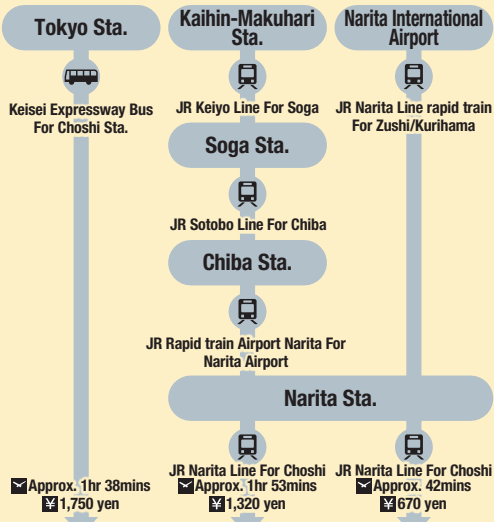 Tokyo Sta.
Keisei Expressway Bus
For Choshi Sta.
Approx. 1hr 38mins
¥1,750 yen
Kaihin-Makuhari
Sta.
JR Keiyo Line For Soga
Soga Sta.
JR Sotobo Line For Chiba
Chiba Sta.
JR Rapid train Airport Narita For
Narita Airport
Narita International
Airport
JR Narita Line rapid train
For Zushi/Kurihama
Narita Sta.
JR Narita Line For Choshi
Approx. 1hr 53mins
¥1,320 yen
JR Narita Line For Choshi
Approx. 42mins
¥670 yen